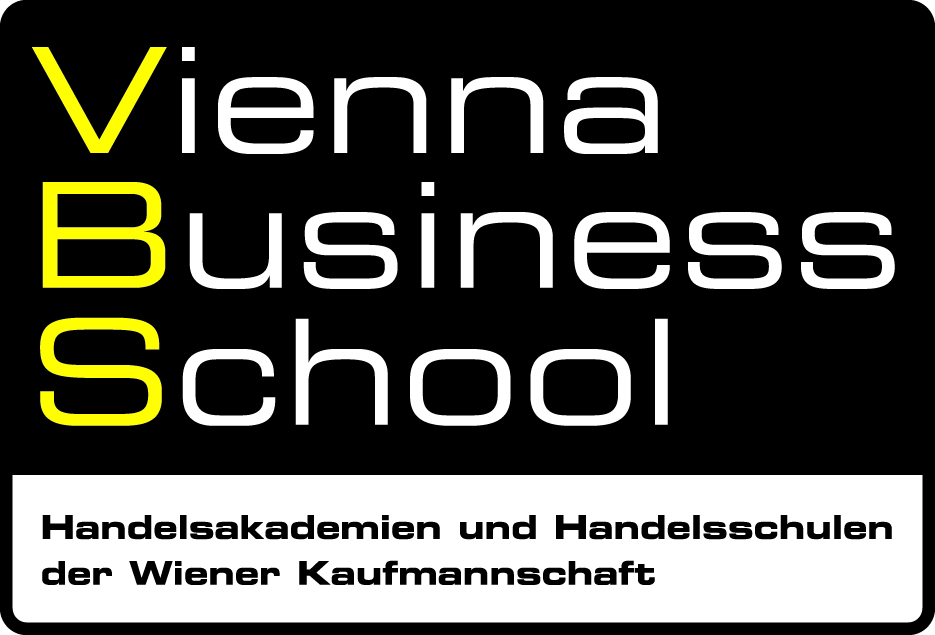 Vienna
Business
School
Handelsakademien und Handelsschulen
der Wiener Kaufmannschaft